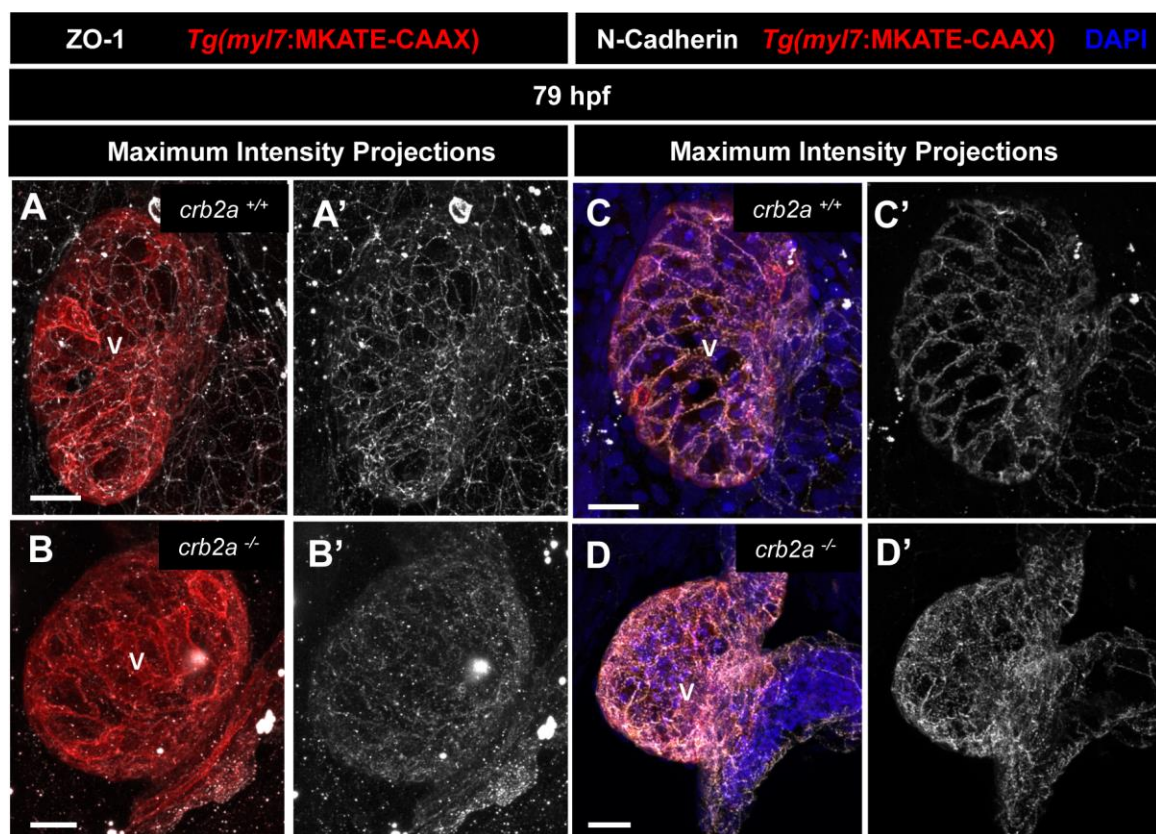 ZO-1 Tg(myl7:MKATE-CAAX)
N-Cadherin Tg(myl7:MKATE-CAAX) DAPI
79 hpf
Maximum Intensity Projections
Maximum Intensity Projections
A crb2a +/+
V
A'
C crb2a +/+
V
C'
B crb2a -/-
V
B'
D crb2a -/-
V
D'